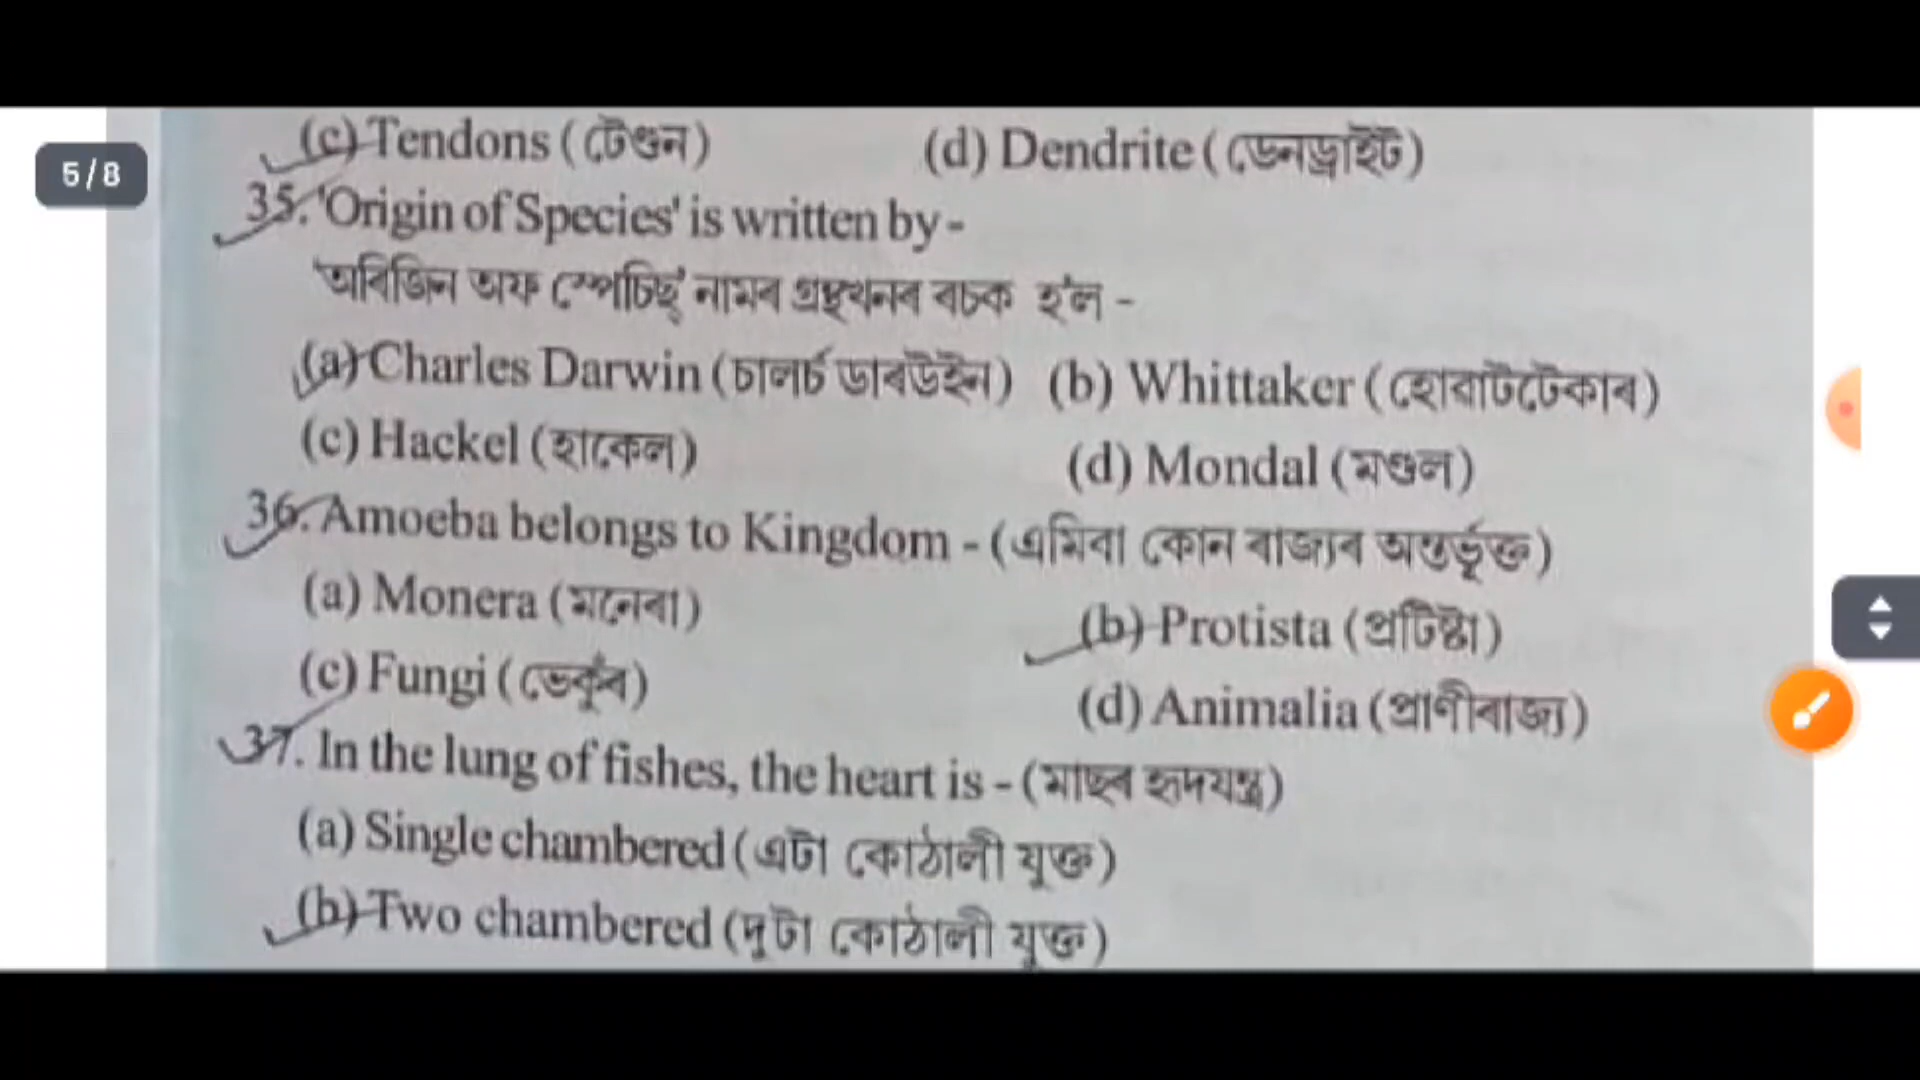 5/8
(c) Tendons (টেণ্ডন) (d) Dendrite (ডেনড্ৰাইট)
35. 'Origin of Species' is written by -
'অৰিজিন অফ স্পেচিছ্' নামৰ গ্ৰন্থখনৰ ৰচক হ'ল -
(a) Charles Darwin (চালৰ্চ ডাৰউইন) (b) Whittaker (হোৱাটটেকাৰ)
(c) Hackel (হাকেল) (d) Mondal (মণ্ডল)
36. Amoeba belongs to Kingdom - (এমিবা কোন ৰাজ্যৰ অন্তৰ্ভূক্ত)
(a) Monera (মনেৰা) (b) Protista (প্ৰটিষ্টা)
(c) Fungi (ভেকুঁৰ) (d) Animalia (প্ৰাণীৰাজ্য)
37. In the lung of fishes, the heart is - (মাছৰ হৃদযন্ত্ৰ)
(a) Single chambered (এটা কোঠালী যুক্ত)
(b) Two chambered (দুটা কোঠালী যুক্ত)